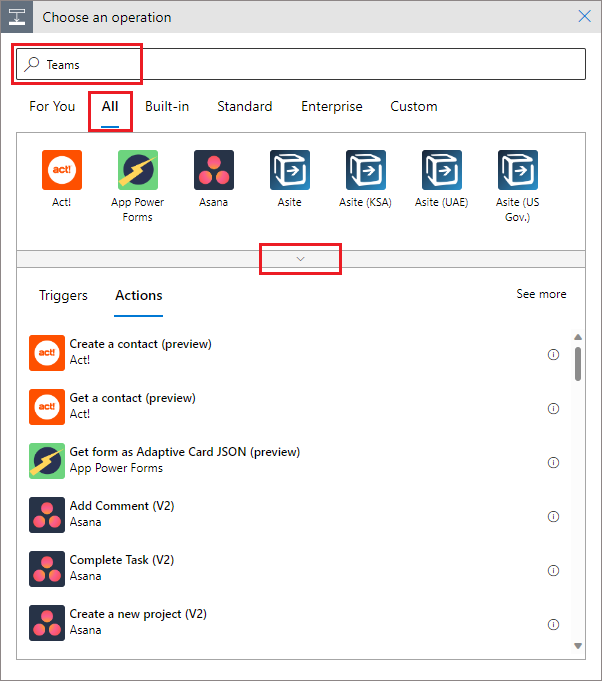 Choose an operation
Teams
For You All Built-in Standard Enterprise Custom
act!
Act! App Power Forms Asana Asite Asite (KSA) Asite (UAE) Asite (US Gov.)
Triggers Actions See more
act!
Create a contact (preview)
Act!
act!
Get a contact (preview)
Act!
Get form as Adaptive Card JSON (preview)
App Power Forms
Add Comment (V2)
Asana
Complete Task (V2)
Asana
Create a new project (V2)
Asana